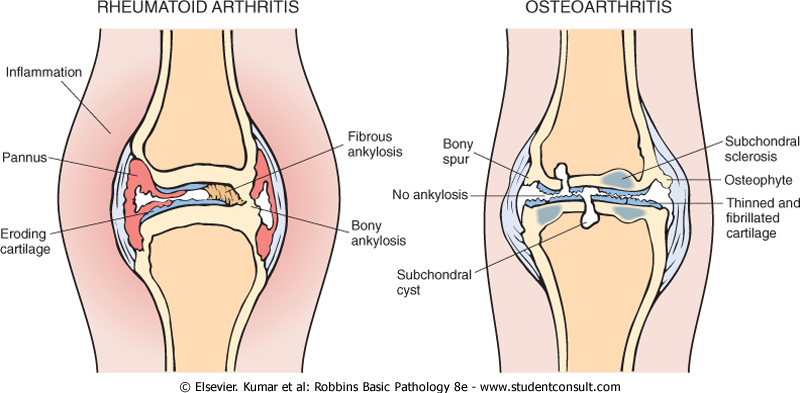 RHEUMATOID ARTHRITIS
Inflammation
Pannus
Eroding
cartilage
Fibrous
ankylosis
Bony
ankylosis
OSTEOARTHRITIS
Bony
spur
No ankylosis
Subchondral
cyst
Subchondral
sclerosis
Osteophyte
Thinned and
fibrillated
cartilage
© Elsevier. Kumar et al: Robbins Basic Pathology 8e - www.studentconsult.com